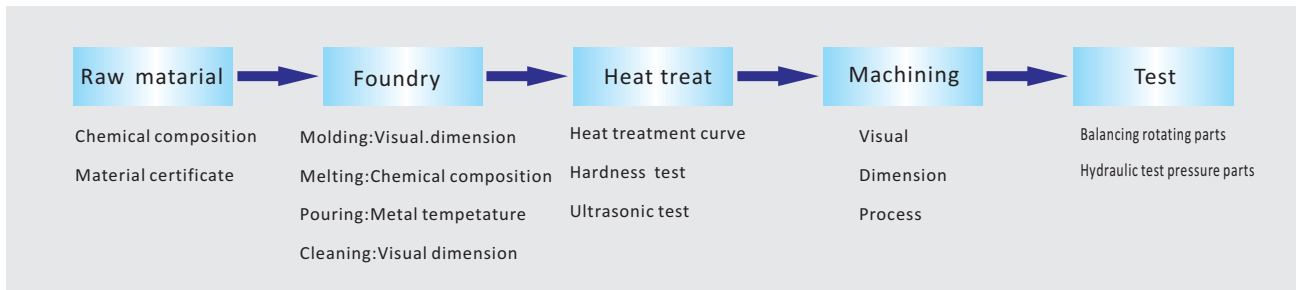 Raw matarial
Foundry
Heat treat
Machining
Test
Chemical composition
Material certificate
Molding:Visual.dimension
Melting:Chemical composition
Pouring:Metal tempetature
Cleaning:Visual dimension
Heat treatment curve
Hardness test
Ultrasonic test
Visual
Dimension
Process
Balancing rotating parts
Hydraulic test pressure parts